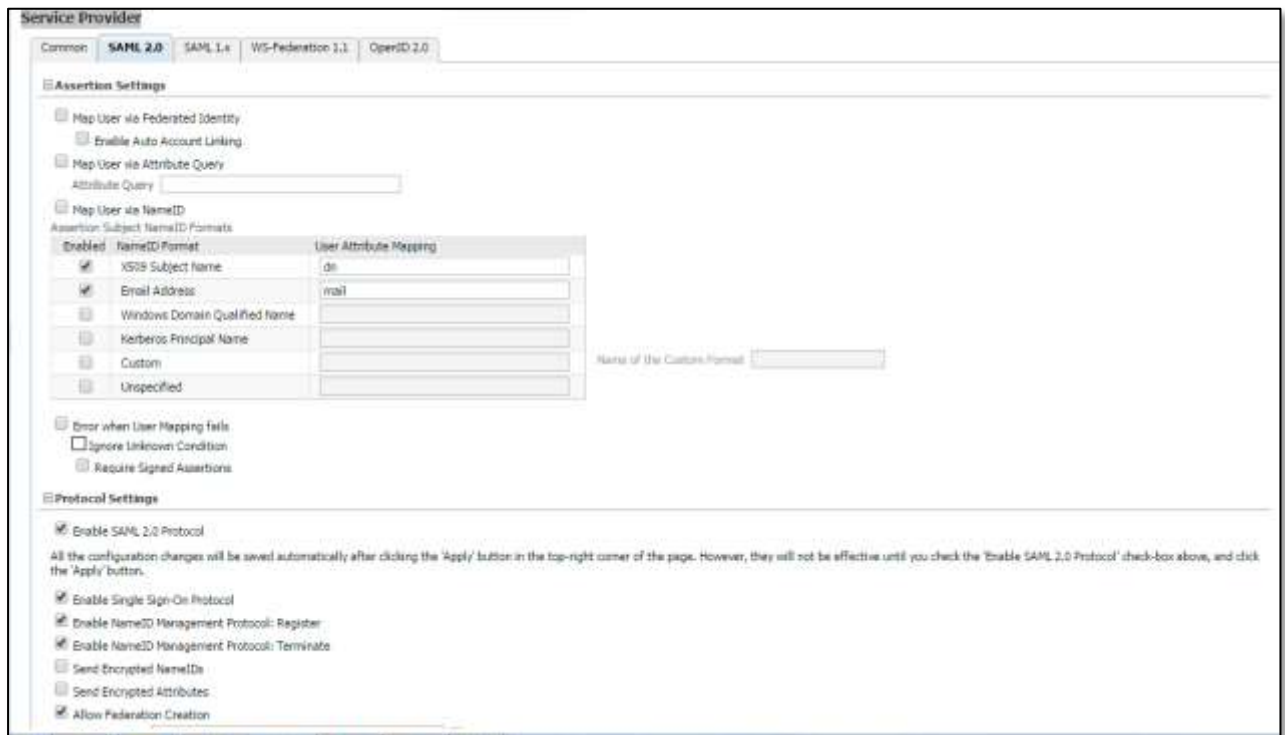 Service Provider
Common SAML 2.0 SAML 1.x WS-Federation 1.1 OpenID 2.0
Assertion Settings
Map User via Federated Identity
Enable Auto Account Linking
Map User via Attribute Query
Attribute Query
Map User via NameID
Assertion Subject NameID Formats
Enabled NameID Format User Attribute Mapping
X509 Subject Name dn
Email Address mail
Windows Domain Qualified Name
Kerberos Principal Name
Custom Name of the Custom Format
Unspecified
Error when User Mapping fails
Ignore Unknown Condition
Require Signed Assertions
Protocol Settings
Enable SAML 2.0 Protocol
All the configuration changes will be saved automatically after clicking the 'Apply' button in the top-right corner of the page. However, they will not be effective until you check the 'Enable SAML 2.0 Protocol' check-box above, and click
the 'Apply' button.
Enable Single Sign-On Protocol
Enable NameID Management Protocol: Register
Enable NameID Management Protocol: Terminate
Send Encrypted NameIDs
Send Encrypted Attributes
Allow Federation Creation